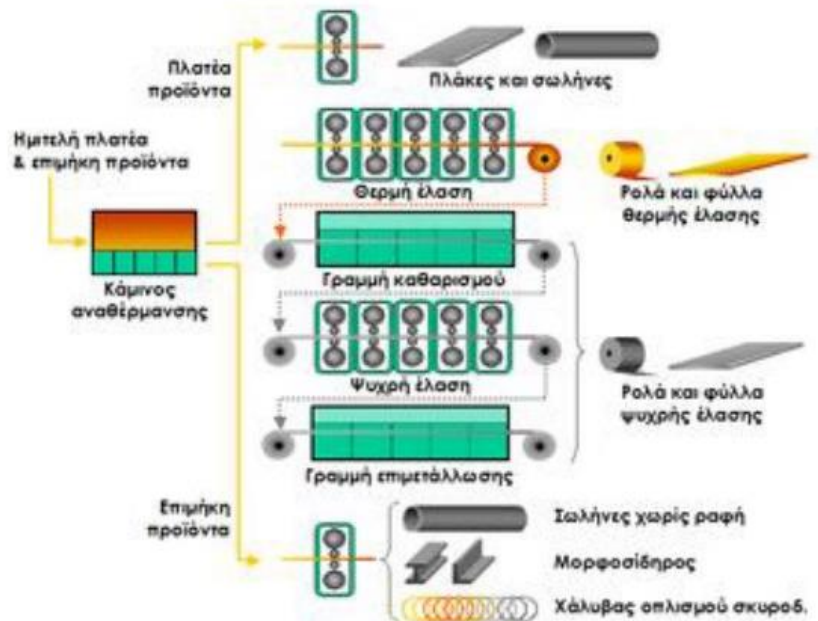 Πλατέα
προϊόντα
Πλάκες και σωλήνες
Ημιτελή πλατέα
& επιμήκη προϊόντα
Θερμή έλαση
Ρολά και φύλλα
θερμής έλασης
Κάμινος
αναθέρμανσης
Γραμμή καθαρισμού
Ψυχρή έλαση
Ρολά και φύλλα
ψυχρής έλασης
Γραμμή επιμετάλλωσης
Επιμήκη
προϊόντα
Σωλήνες χωρίς ραφή
Μορφοσίδηρος
Χάλυβας οπλισμού σκυροδ.